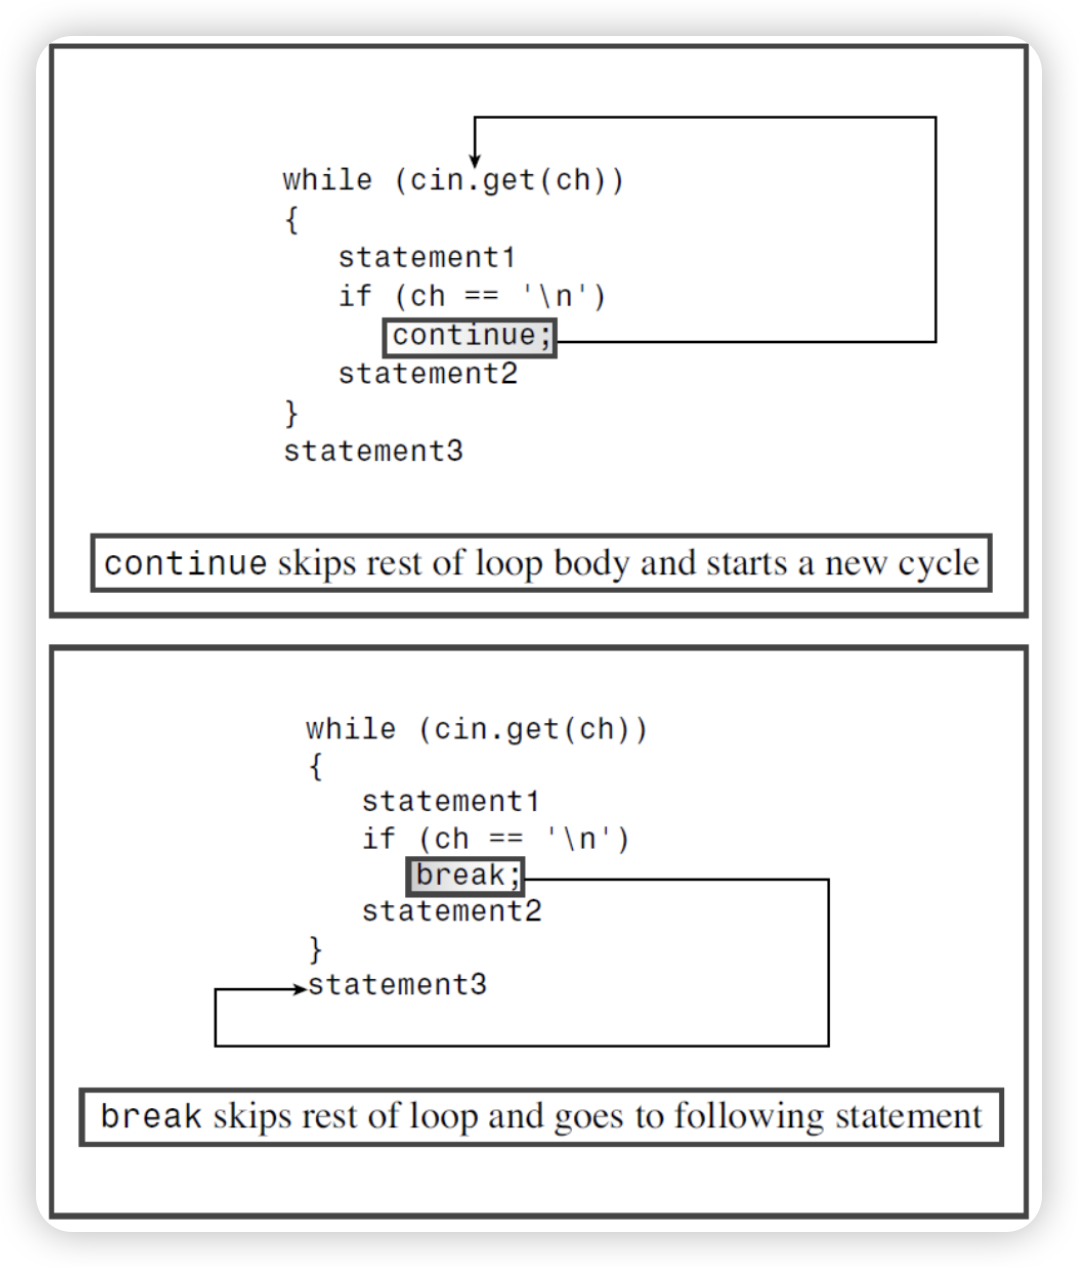 while (cin.get(ch))
{
   statement1
   if (ch == '\n')
      continue;
   statement2
}
statement3
continue skips rest of loop body and starts a new cycle
while (cin.get(ch))
{
   statement1
   if (ch == '\n')
      break;
   statement2
}
statement3
break skips rest of loop and goes to following statement